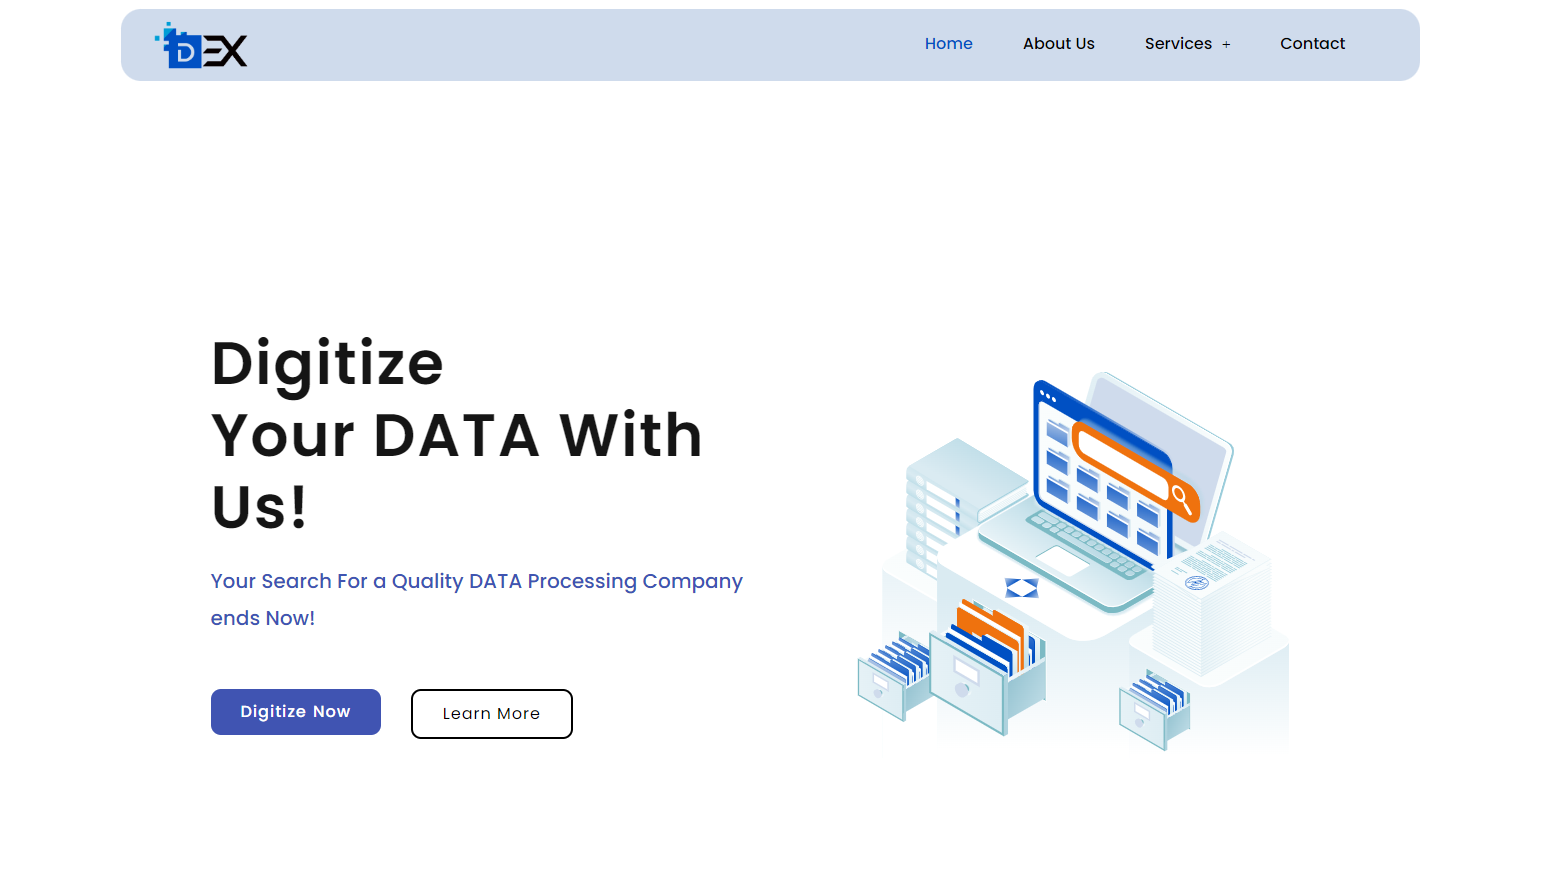 DEX
Home About Us Services + Contact
Digitize
Your DATA With
Us!
Your Search For a Quality DATA Processing Company
ends Now!
Digitize Now Learn More